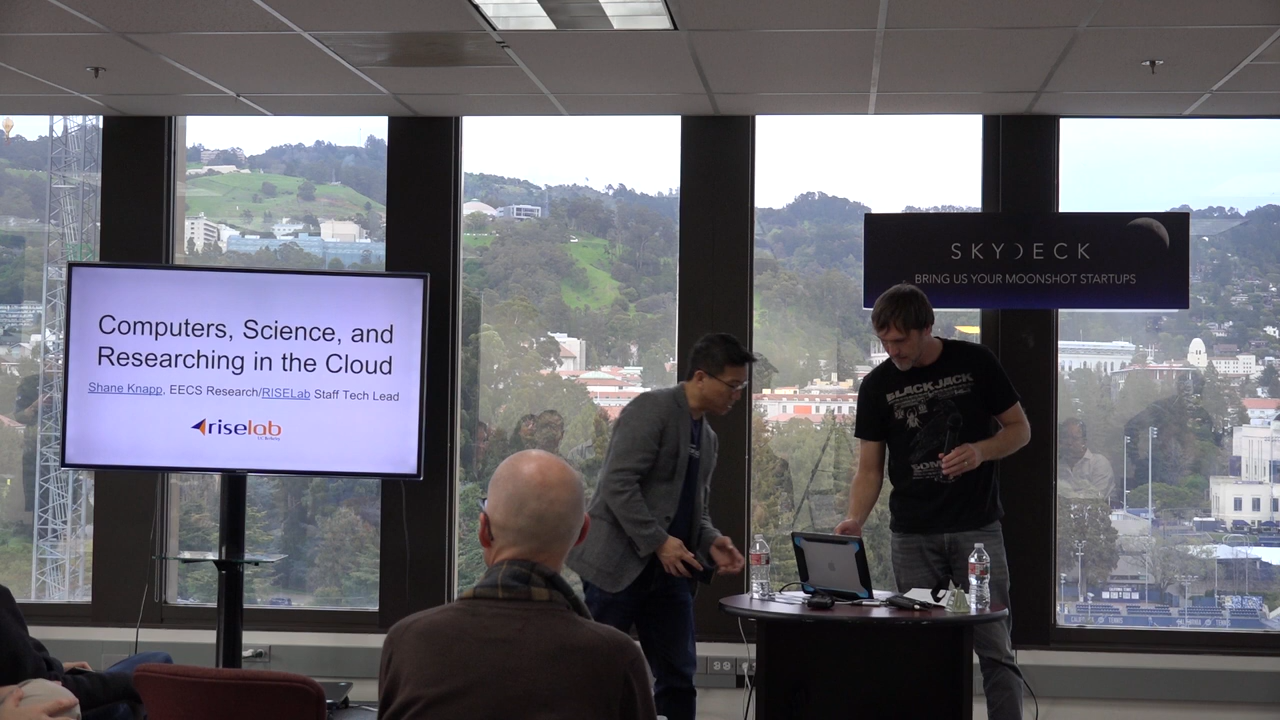 Computers, Science, and
Researching in the Cloud
Shane Knapp, EECS Research/RISELab Staff Tech Lead
riselab
SKYDECK
BRING US YOUR MOONSHOT STARTUPS
BLACKJACK